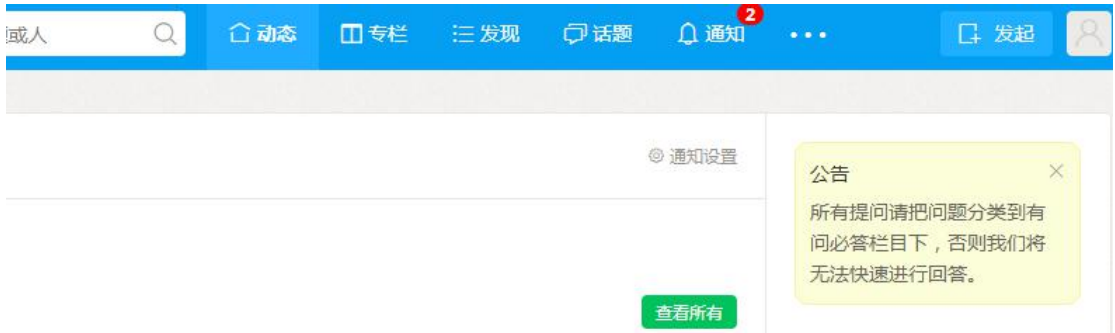 或人 动态 专栏 发现 话题 通知 2 ••• 发起
通知设置
公告
所有提问请把问题分类到有
问必答栏目下，否则我们将
无法快速进行回答。
查看所有